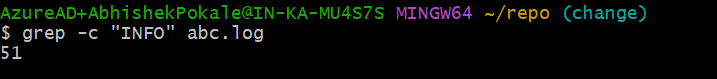 AzureAD+AbhishekPokale@IN-KA-MU4S7S MINGW64 ~/repo (change)
$ grep -c "INFO" abc.log
51